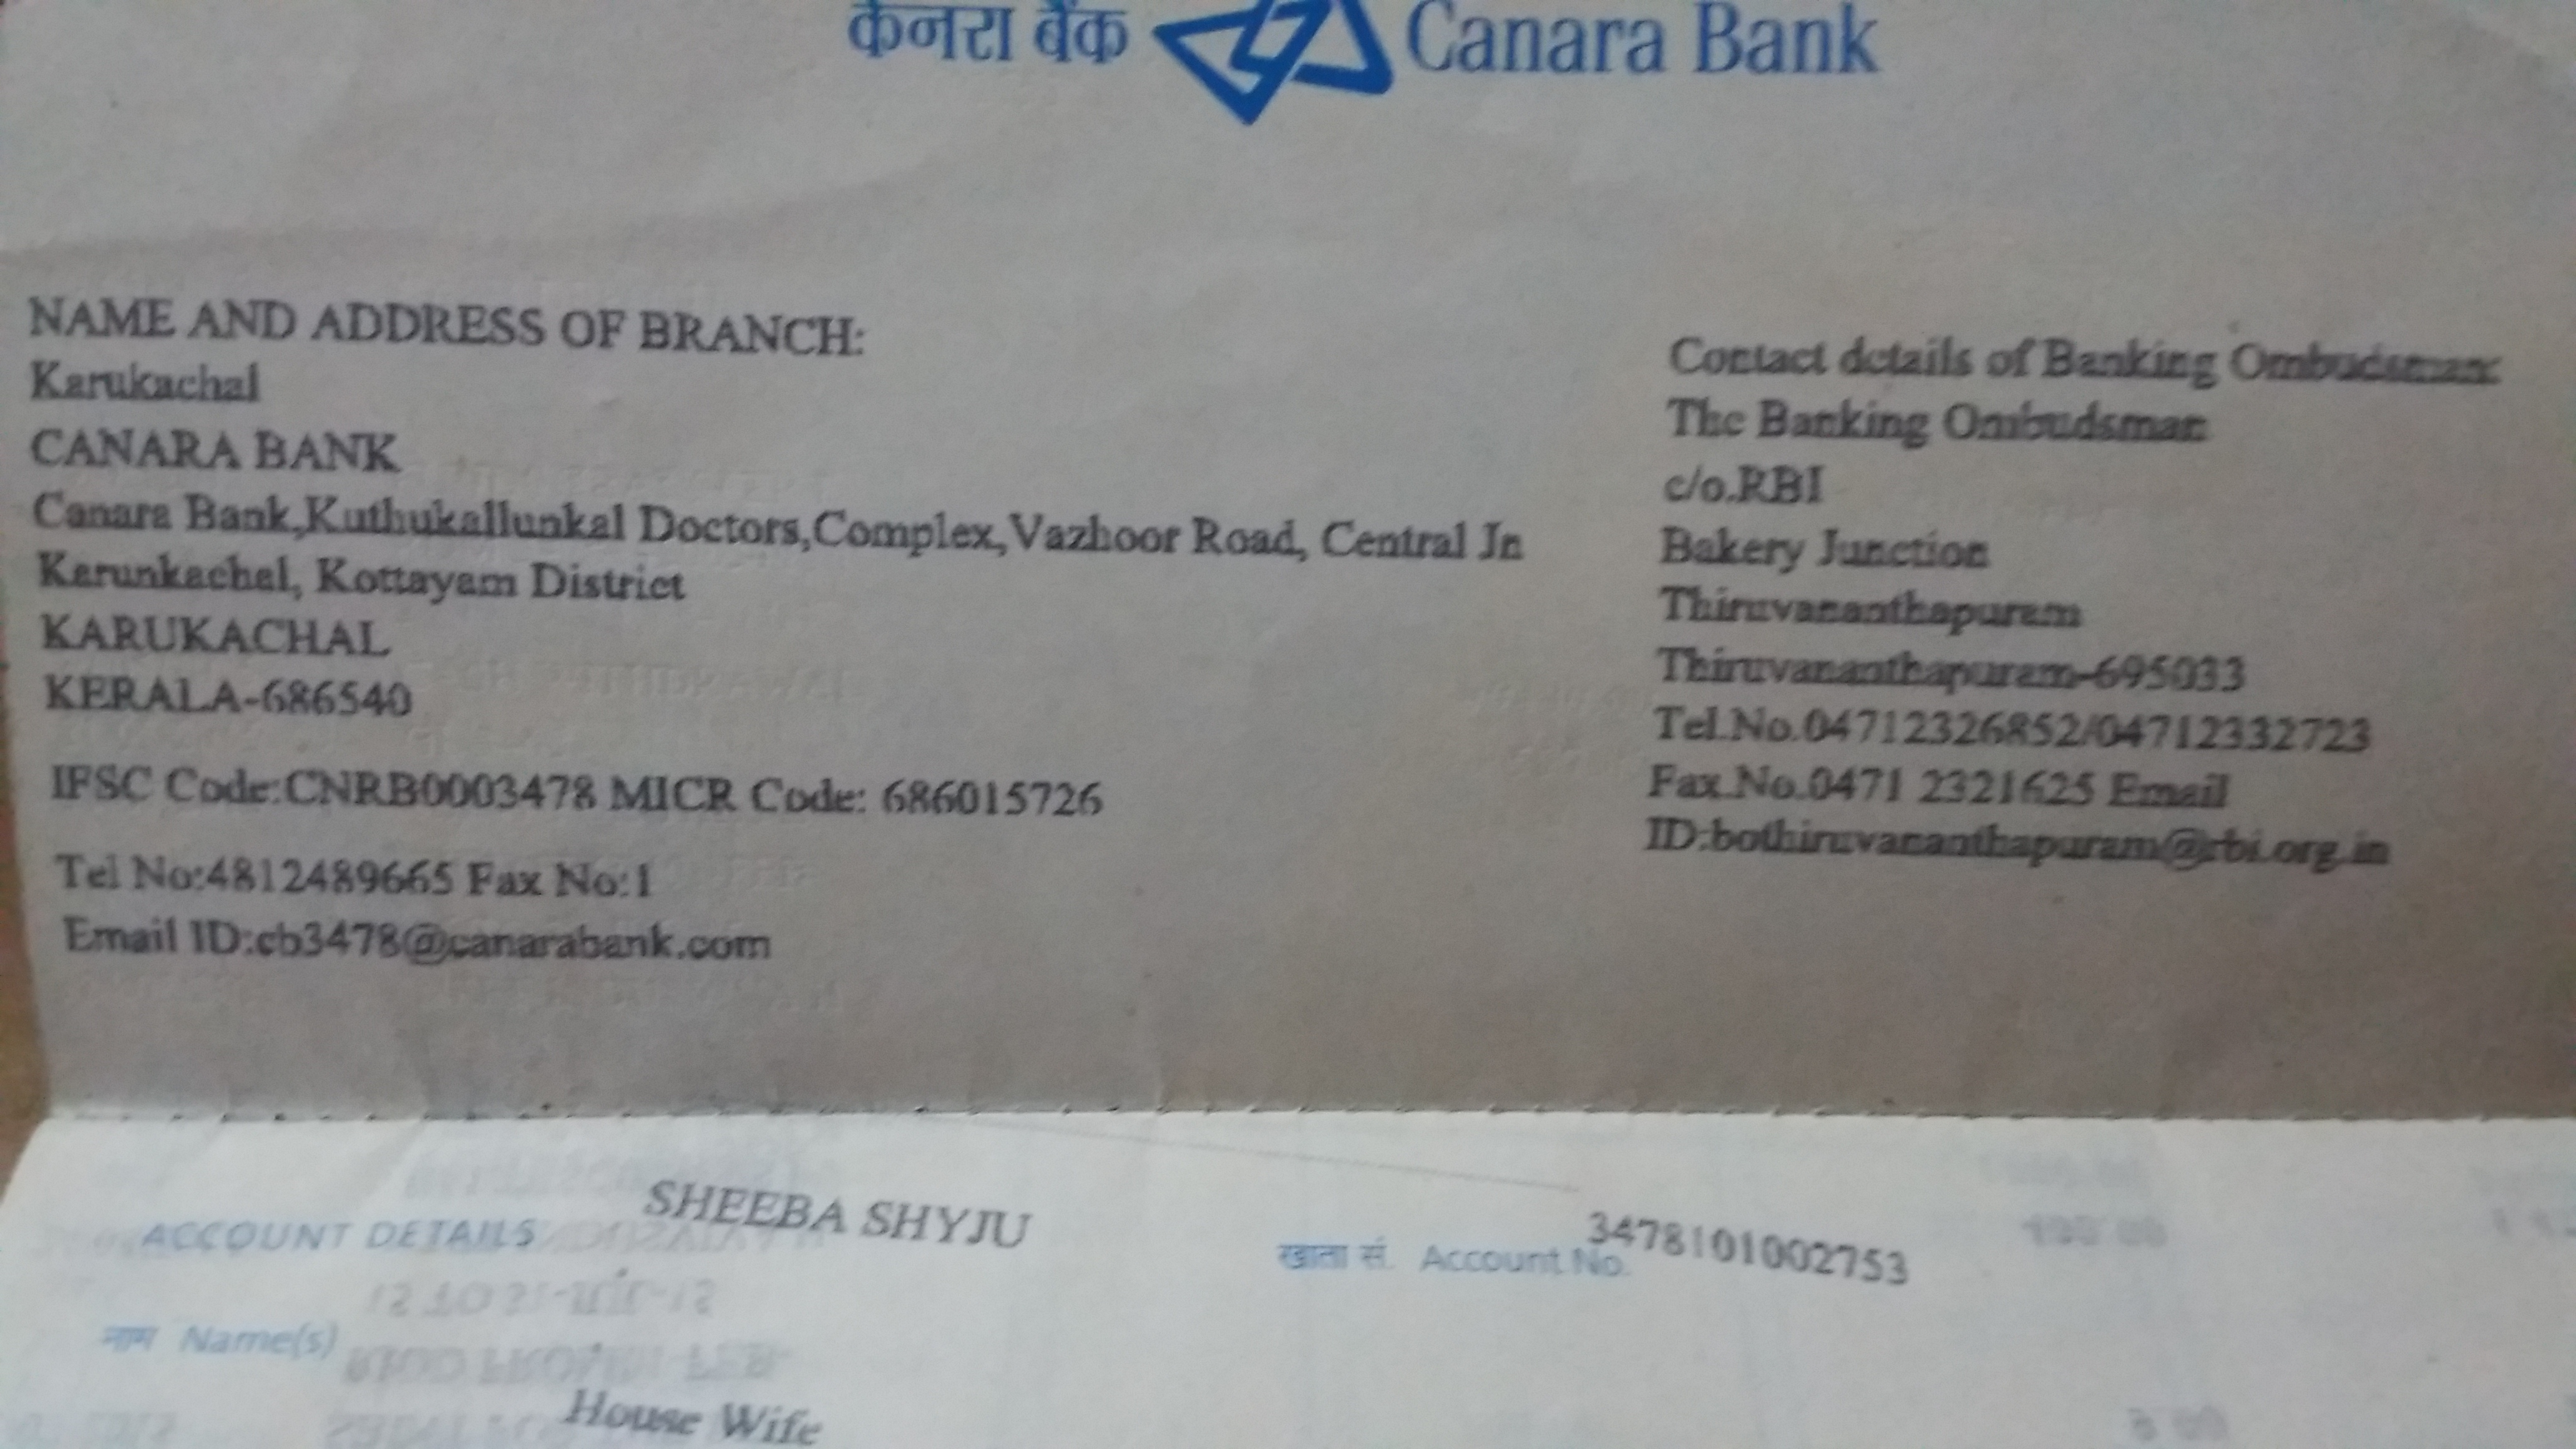 केनरा बैंक Canara Bank
NAME AND ADDRESS OF BRANCH:
Karukachal
CANARA BANK
Canara Bank,Kuthukallunkal Doctors,Complex,Vazhoor Road, Central Jn
Karunkachal, Kottayam District
KARUKACHAL
KERALA-686540
IFSC Code:CNRB0003478 MICR Code: 686015726
Tel No:4812489665 Fax No:1
Email ID:cb3478@canarabank.com
Contact details of Banking Ombudsman:
The Banking Ombudsman
c/o.RBI
Bakery Junction
Thiruvananthapuram
Thiruvananthapuram-695033
Tel.No.04712326852/04712332723
Fax.No.0471 2321625 Email
ID:bothiruvananthapuram@rbi.org.in
ACCOUNT DETAILS SHEEBA SHYJU
खाता सं. Account No. 3478101002753
नाम Name(s)
House Wife